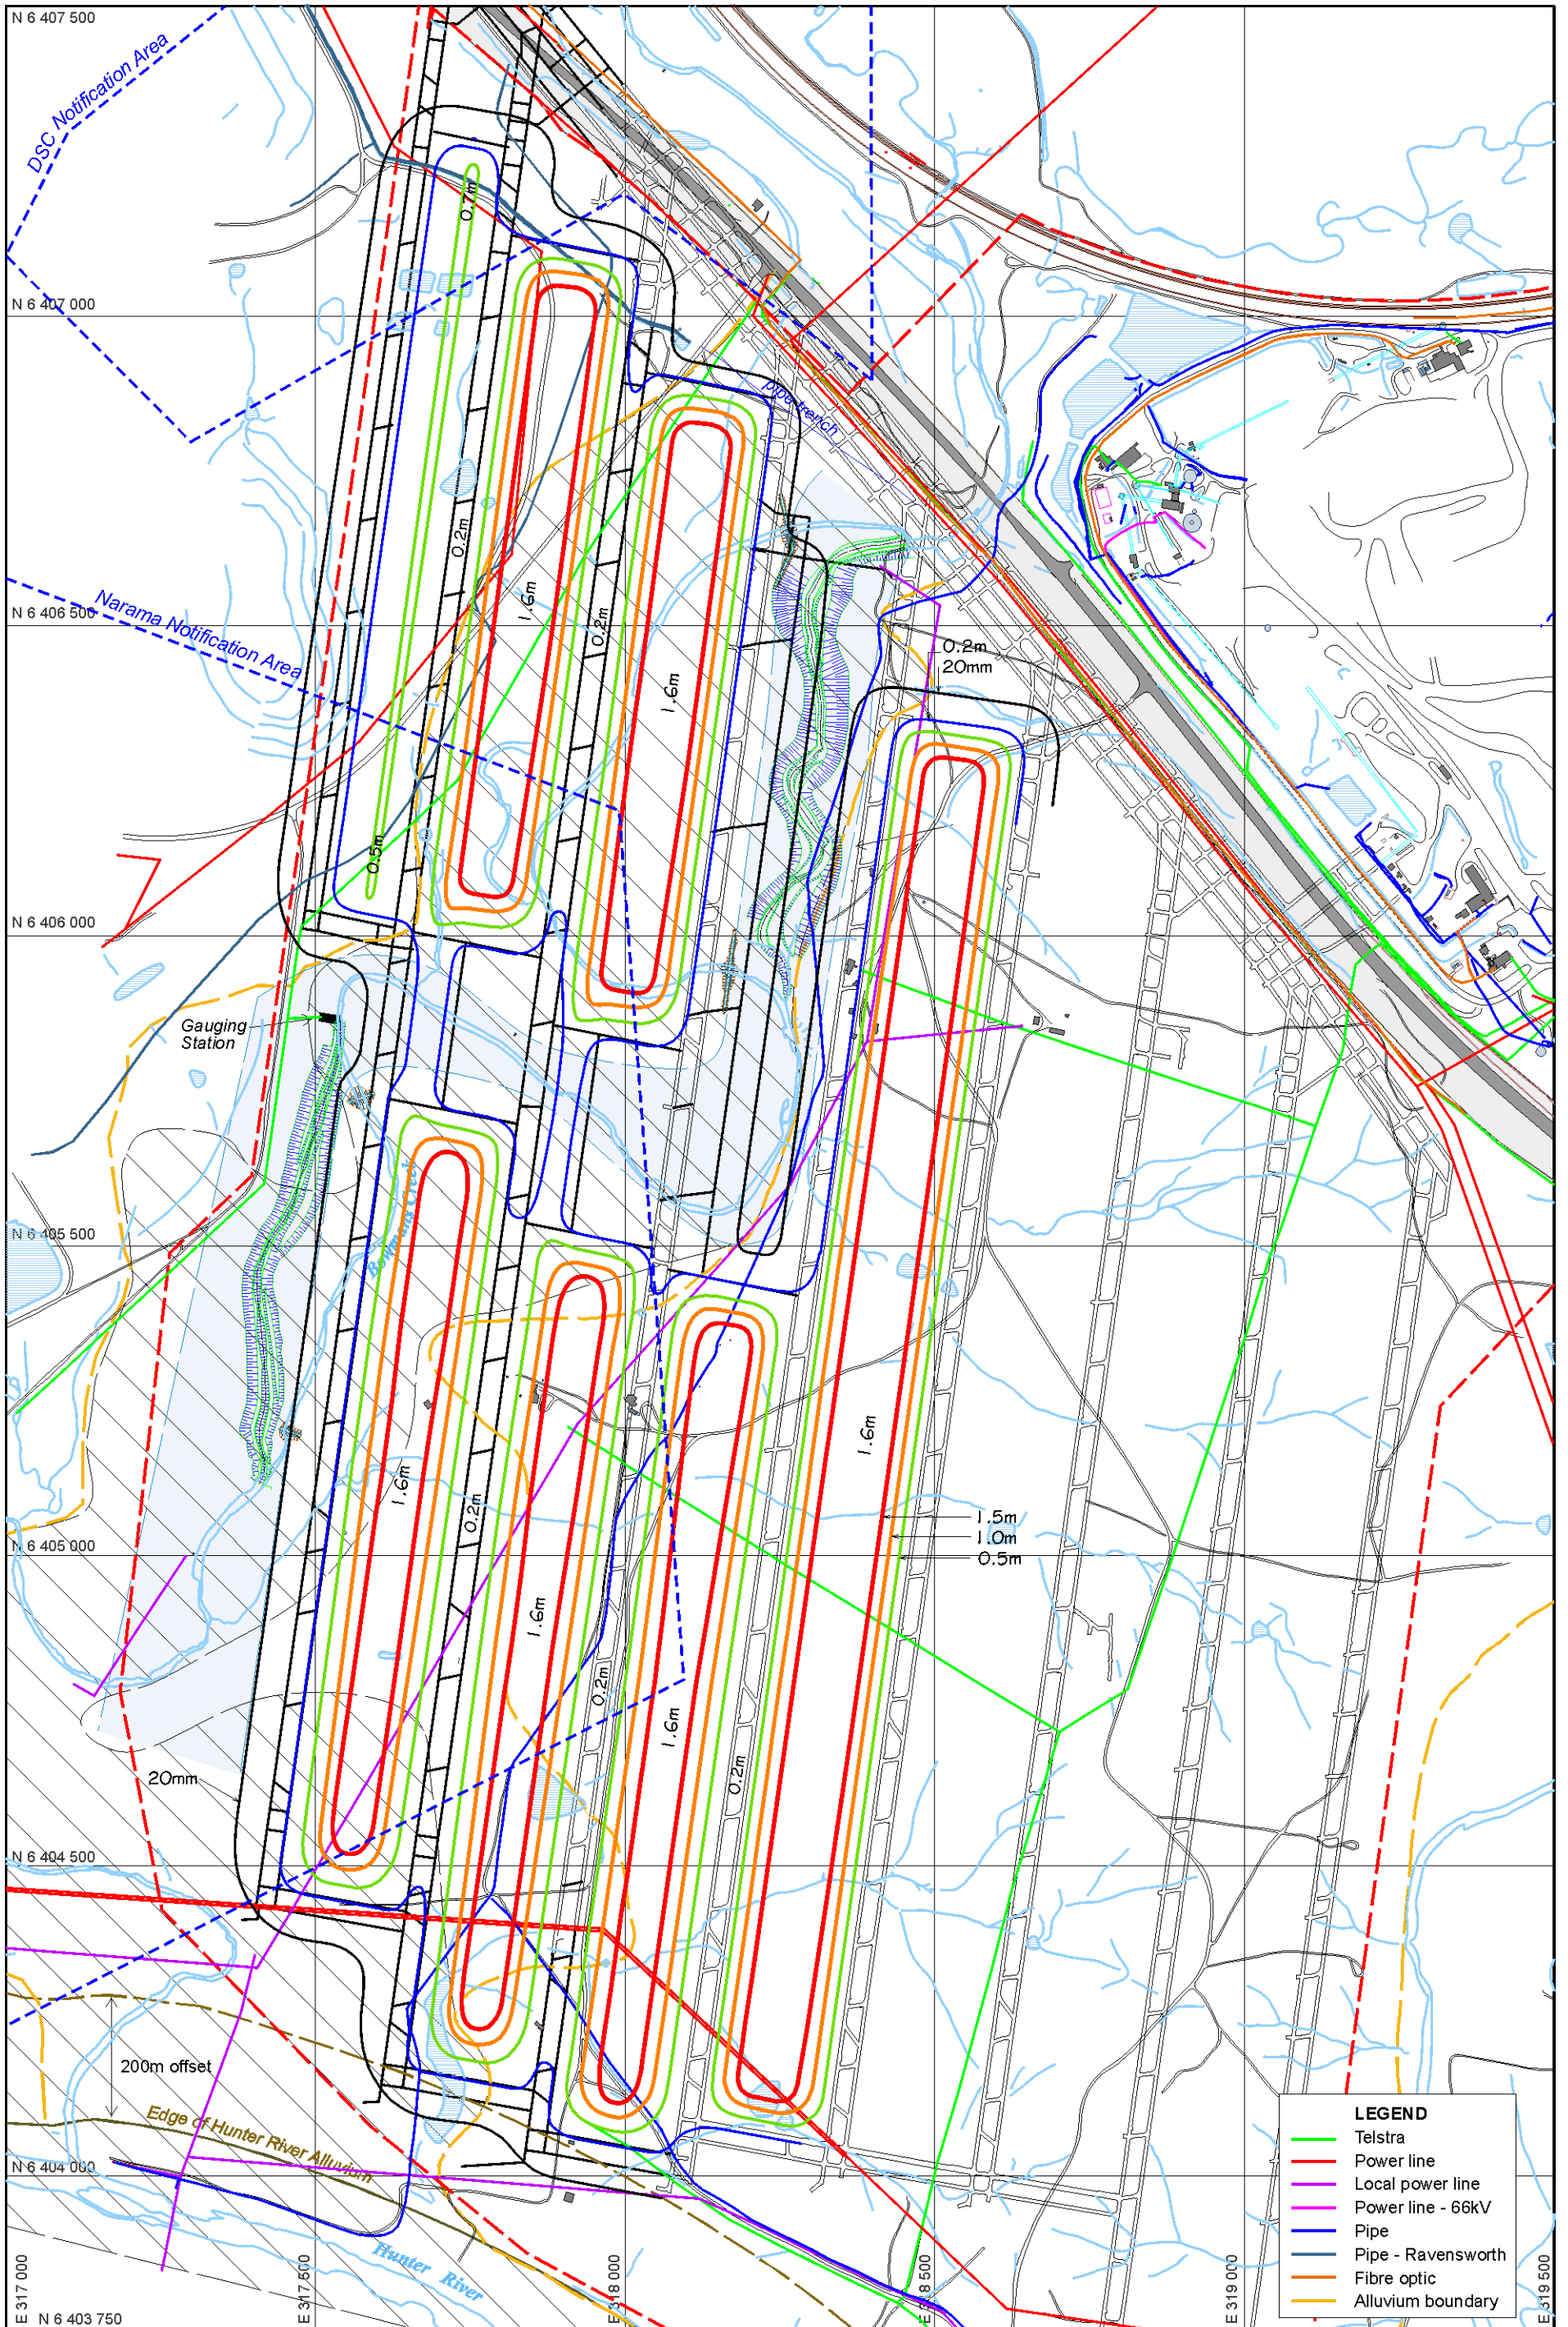 N 6 407 500
DSC Notification Area
0.7m
N 6 407 000
pipe trench
0.2m
1.6m
0.2m
N 6 406 500
Narama Notification Area
0.2m
20mm
1.6m
0.5m
N 6 406 000
Gauging
Station
Bowmans Creek
N 6 405 500
1.6m
1.6m
0.2m
1.5m
1.0m
0.5m
N 6 405 000
1.6m
0.2m
1.6m
0.2m
20mm
N 6 404 500
200m offset
Edge of Hunter River Alluvium
N 6 404 000
Hunter River
LEGEND
Telstra
Power line
Local power line
Power line - 66kV
Pipe
Pipe - Ravensworth
Fibre optic
Alluvium boundary
E 317 000
E 317 500
E 318 000
E 318 500
E 319 000
E 319 500
N 6 403 750